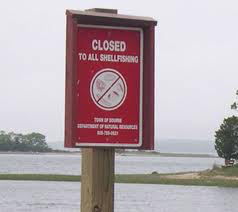 CLOSED
TO ALL SHELLFISHING
TOWN OF BOURNE
DEPARTMENT OF NATURAL RESOURCES